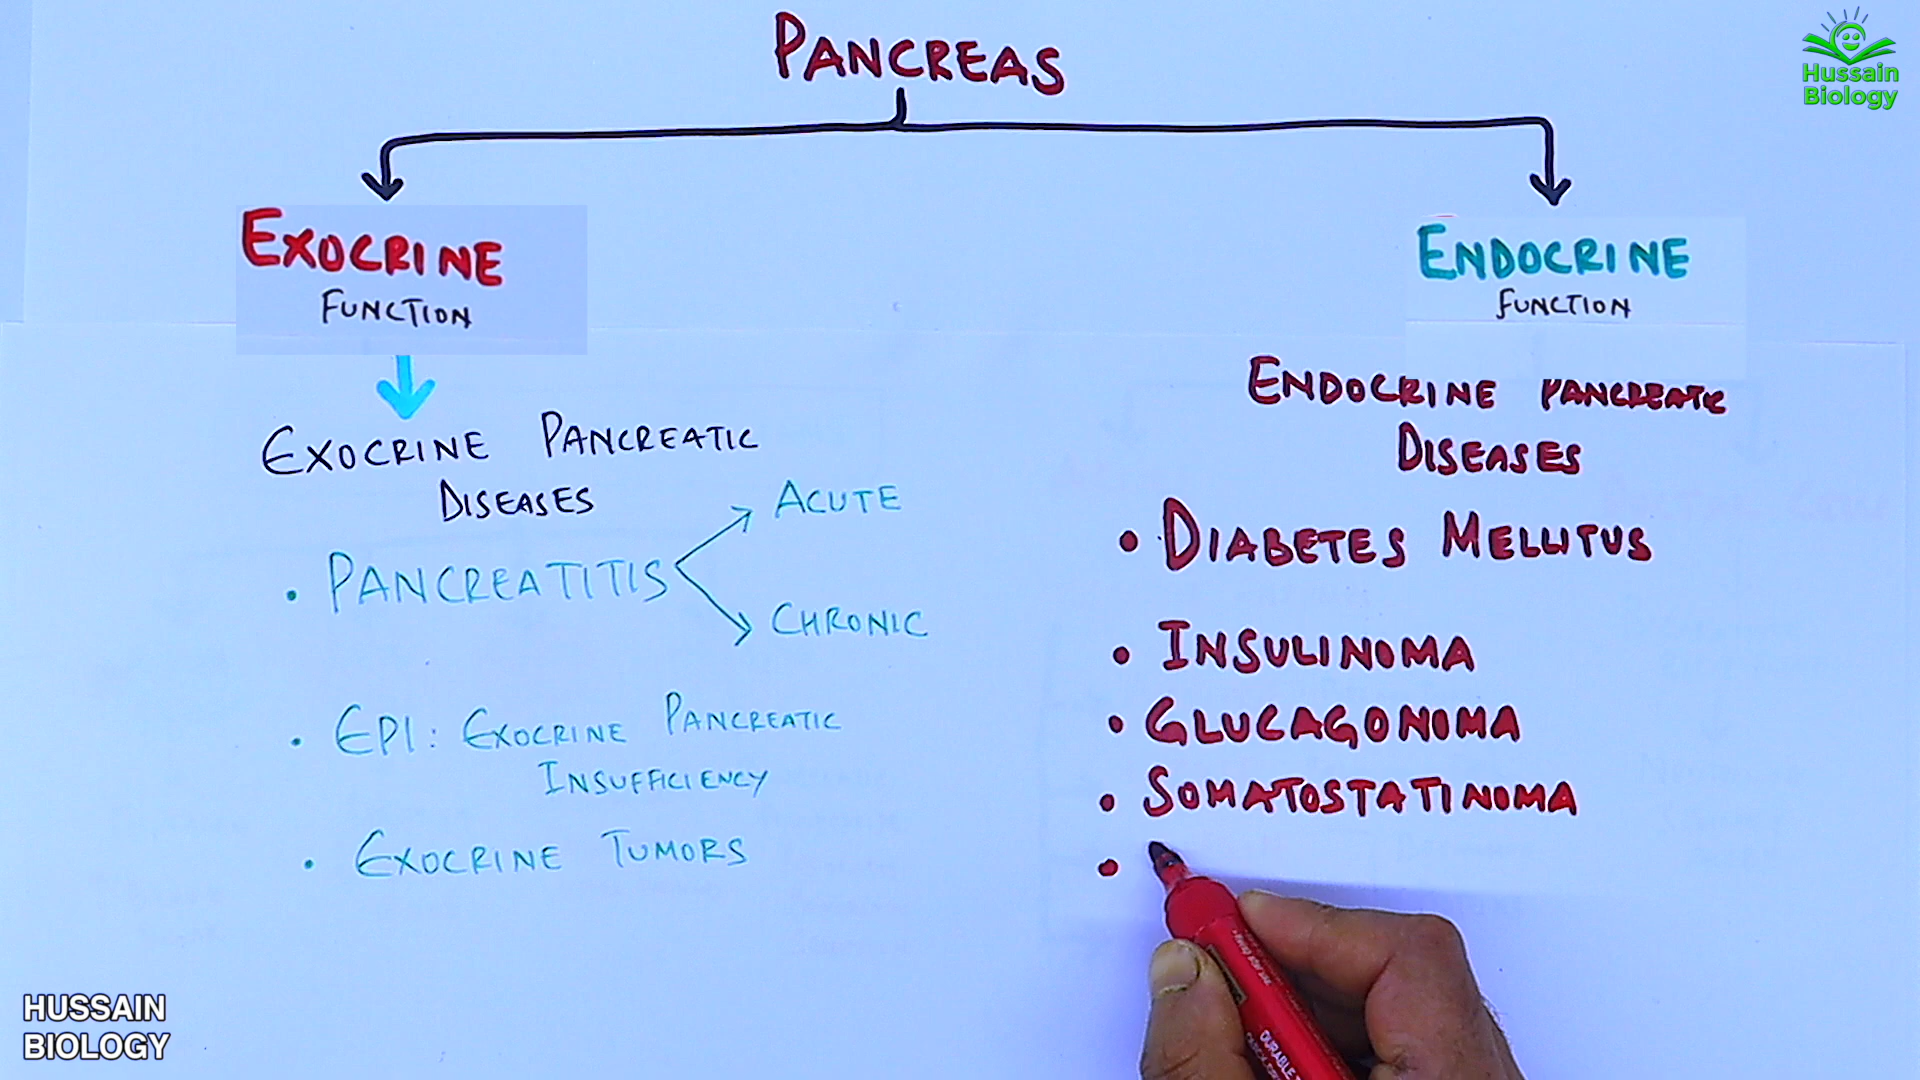 PANCREAS
Hussain
Biology
EXOCRINE
FUNCTION
ENDOCRINE
FUNCTION
EXOCRINE PANCREATIC
DISEASES
• PANCREATITIS
ACUTE
CHRONIC
• EPI: EXOCRINE PANCREATIC
INSUFFICIENCY
• EXOCRINE TUMORS
ENDOCRINE PANCREATIC
DISEASES
• DIABETES MELLITUS
• INSULINOMA
• GLUCAGONOMA
• SOMATOSTATINOMA
•
DURABLE
HUSSAIN
BIOLOGY